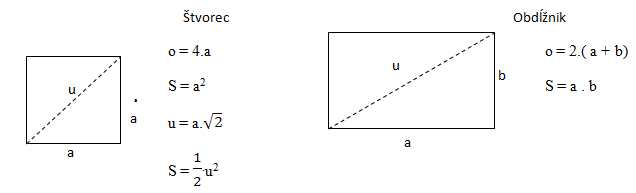 Štvorec
o = 4.a
S = a²
u = a.√2
S = 1/2.u²
u
a
a
Obdĺžnik
o = 2.( a + b)
S = a . b
u
b
a